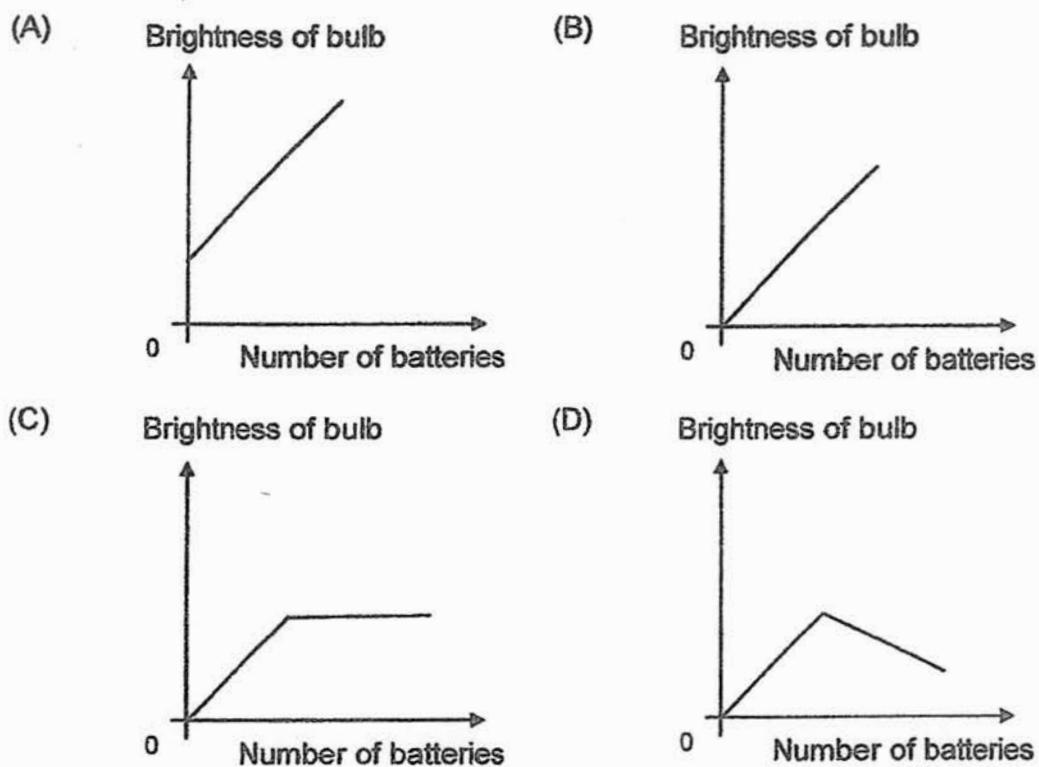 (A) Brightness of bulb
0 Number of batteries
(B) Brightness of bulb
0 Number of batteries
(C) Brightness of bulb
0 Number of batteries
(D) Brightness of bulb
0 Number of batteries